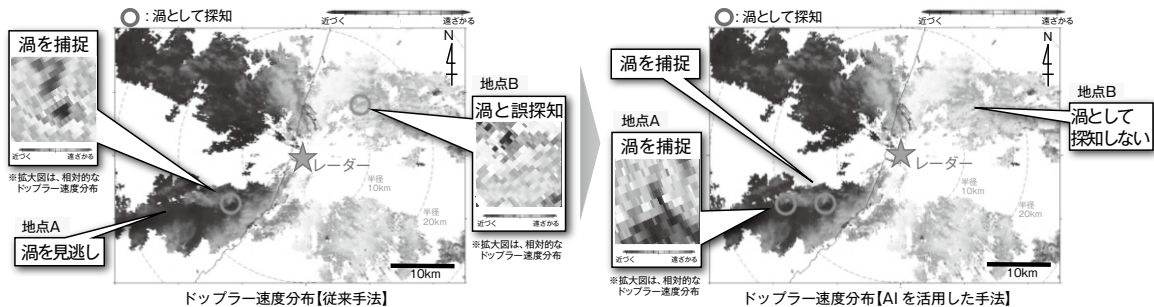 ：渦として探知
近づく 遠ざかる
N
渦を捕捉
近づく 遠ざかる
※拡大図は、相対的な
ドップラー速度分布
地点B
渦と誤探知
近づく 遠ざかる
※拡大図は、相対的な
ドップラー速度分布
レーダー
半径
10km
半径
20km
地点A
渦を見逃し
10km
ドップラー速度分布【従来手法】
：渦として探知
近づく 遠ざかる
N
渦を捕捉
地点B
渦として
探知しない
地点A
渦を捕捉
近づく 遠ざかる
※拡大図は、相対的な
ドップラー速度分布
レーダー
半径
10km
半径
20km
10km
ドップラー速度分布【AIを活用した手法】